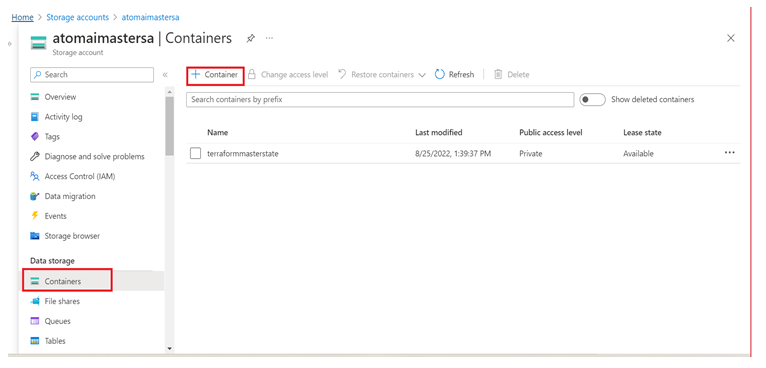 Home > Storage accounts > atomaimastersa
atomaimastersa | Containers
Storage account
Search
+ Container Change access level Restore containers Refresh Delete
Overview
Activity log
Tags
Diagnose and solve problems
Access Control (IAM)
Data migration
Events
Storage browser
Data storage
Containers
File shares
Queues
Tables
Search containers by prefix Show deleted containers
Name Last modified Public access level Lease state
terraformmasterstate 8/25/2022, 1:39:37 PM Private Available